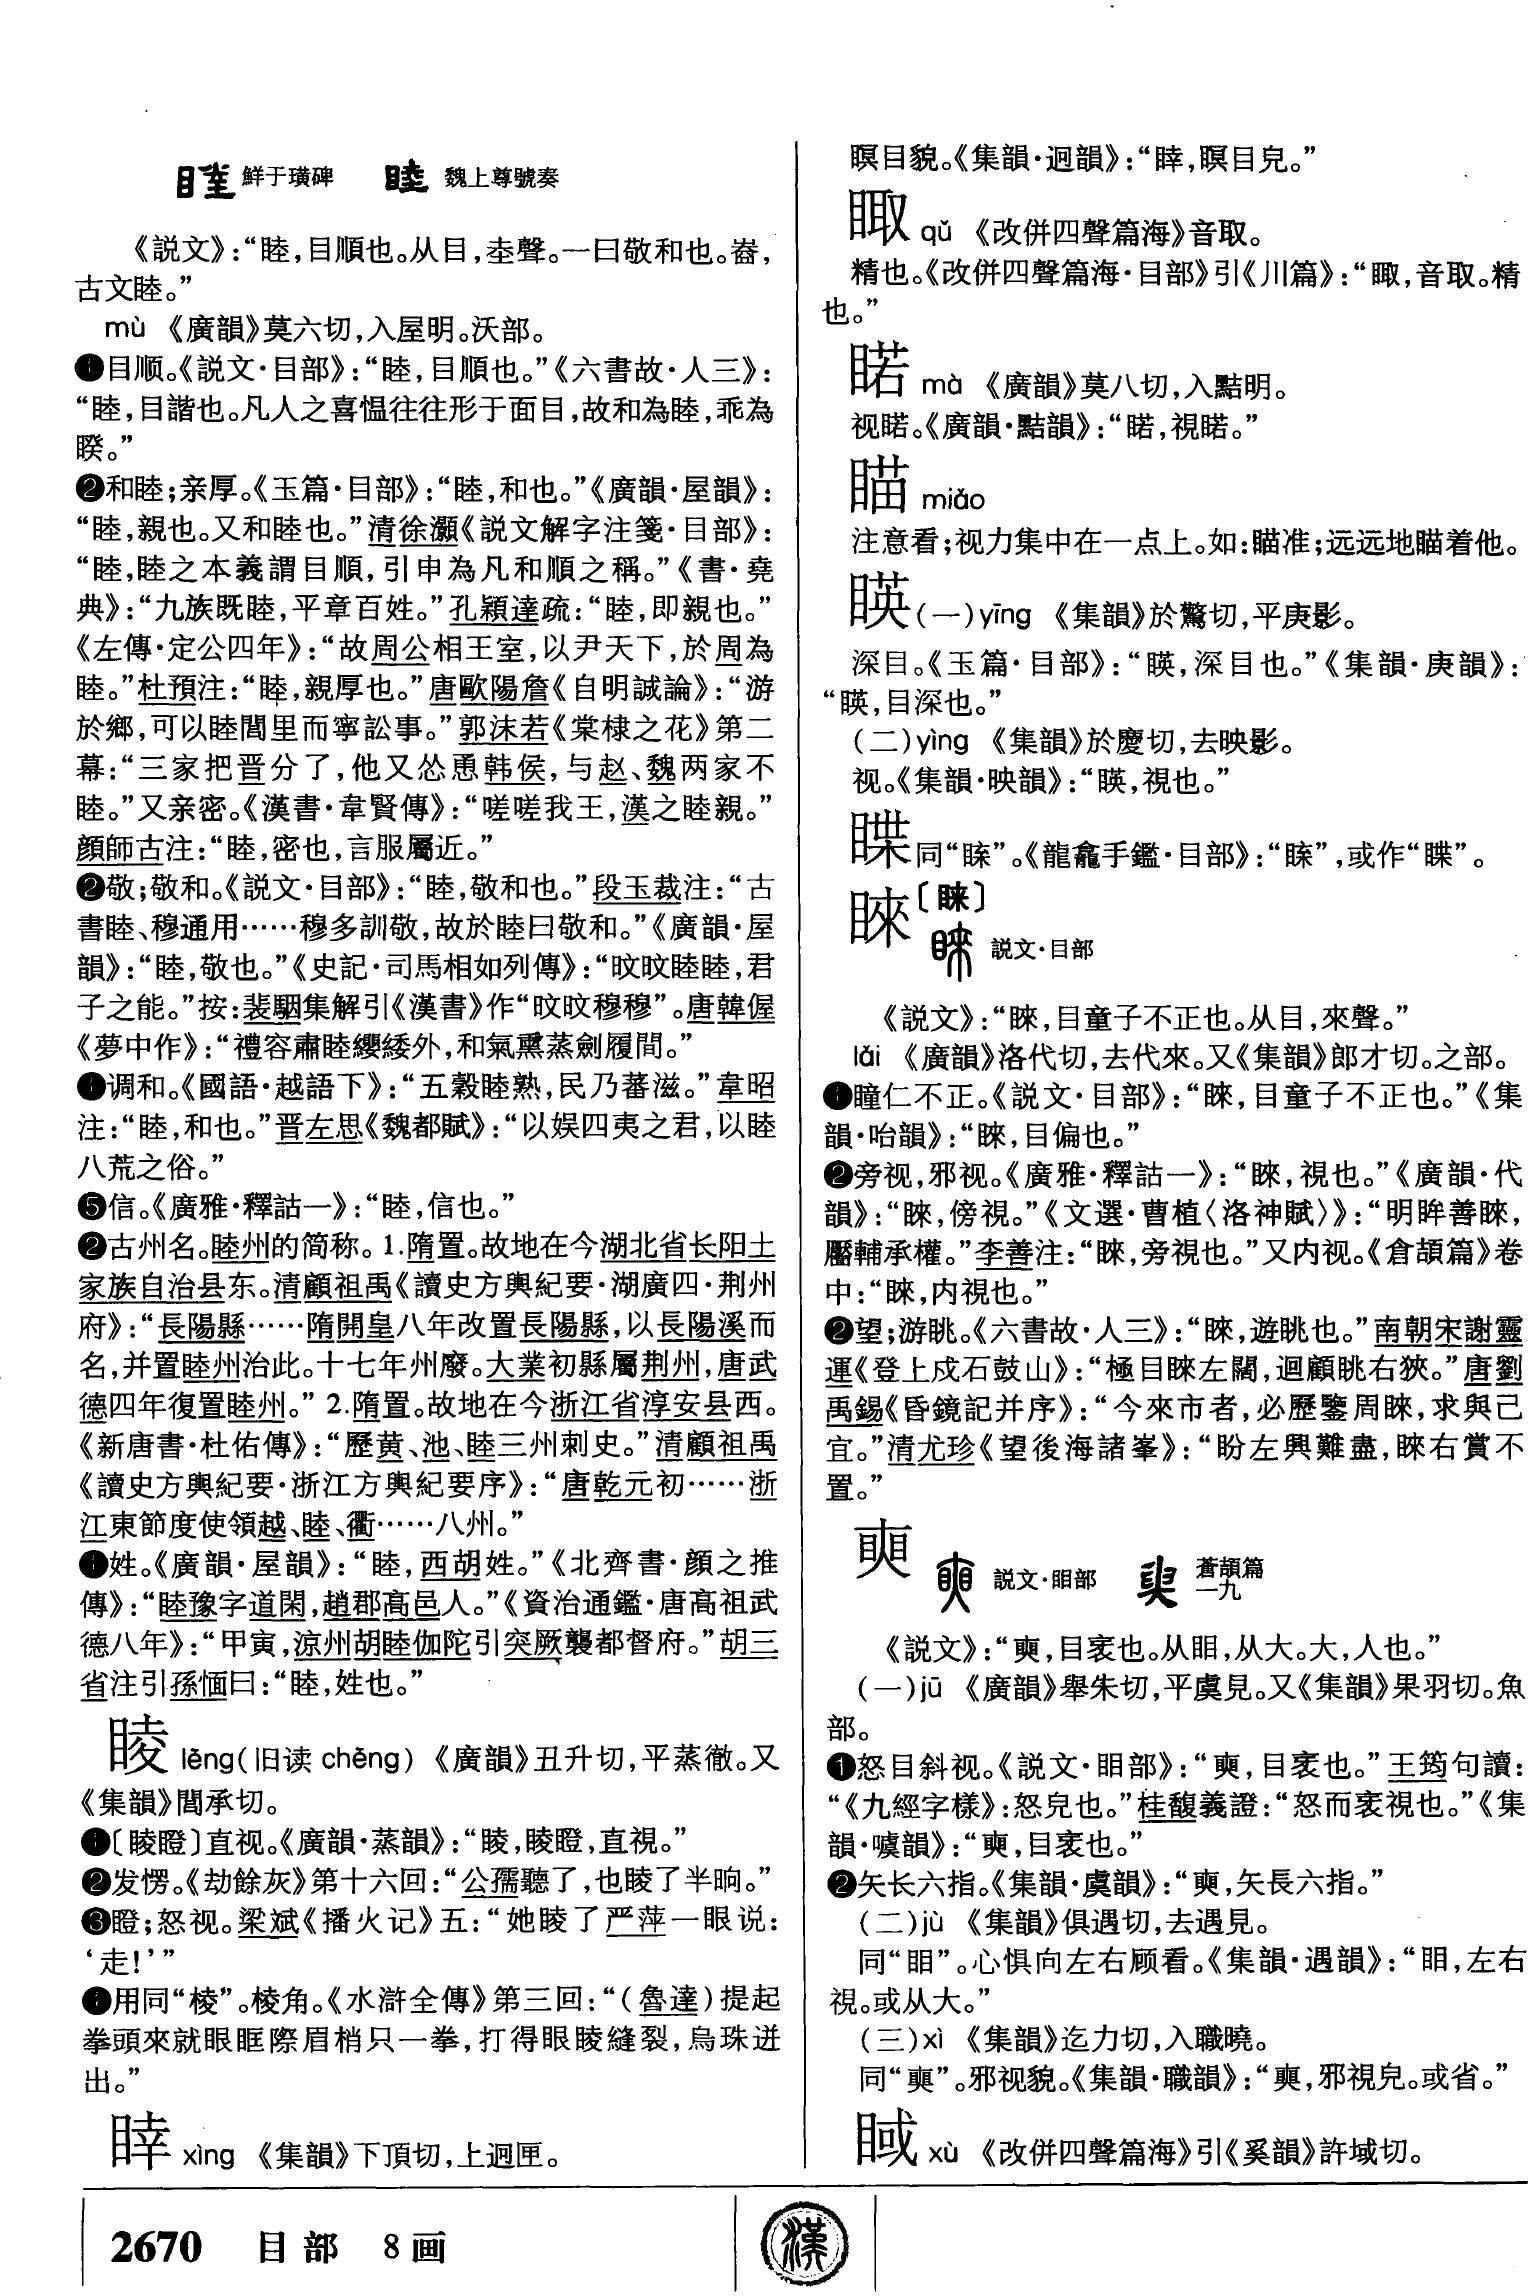 鮮于璜碑 魏上尊號奏
《説文》：“睦，目順也。从目，坴聲。一曰敬和也。𡴸，
古文睦。”
mù 《廣韻》莫六切，入屋明。沃部。
❶目顺。《説文·目部》：“睦，目順也。”《六書故·人三》：
“睦，目諧也。凡人之喜愠往往形于面目，故和為睦，乖為
睽。”
❷和睦；亲厚。《玉篇·目部》：“睦，和也。”《廣韻·屋韻》：
“睦，親也。又和睦也。”清徐灝《説文解字注箋·目部》：
“睦，睦之本義謂目順，引申為凡和順之稱。”《書·堯
典》：“九族既睦，平章百姓。”孔穎達疏：“睦，即親也。”
《左傳·定公四年》：“故周公相王室，以尹天下，於周為
睦。”杜預注：“睦，親厚也。”唐歐陽詹《自明誠論》：“游
於鄉，可以睦閭里而寧訟事。”郭沫若《棠棣之花》第二
幕：“三家把晋分了，他又怂恿韩侯，与赵、魏两家不
睦。”又亲密。《漢書·韋賢傳》：“嗟嗟我王，漢之睦親。”
顔師古注：“睦，密也，言服屬近。”
❷敬；敬和。《説文·目部》：“睦，敬和也。”段玉裁注：“古
書睦、穆通用……穆多訓敬，故於睦曰敬和。”《廣韻·屋
韻》：“睦，敬也。”《史記·司馬相如列傳》：“旼旼睦睦，君
子之能。”按：裴駰集解引《漢書》作“旼旼穆穆”。唐韓偓
《夢中作》：“禮容肅睦纓緌外，和氣熏蒸劍履間。”
❶调和。《國語·越語下》：“五穀睦熟，民乃蕃滋。”韋昭
注：“睦，和也。”晋左思《魏都賦》：“以娱四夷之君，以睦
八荒之俗。”
❺信。《廣雅·釋詁一》：“睦，信也。”
❷古州名。睦州的简称。1.隋置。故地在今湖北省长阳土
家族自治县东。清顧祖禹《讀史方輿紀要·湖廣四·荆州
府》：“長陽縣……隋開皇八年改置長陽縣，以長陽溪而
名，并置睦州治此。十七年州廢。大業初縣屬荆州，唐武
德四年復置睦州。” 2.隋置。故地在今浙江省淳安县西。
《新唐書·杜佑傳》：“歷黄、池、睦三州刺史。”清顧祖禹
《讀史方輿紀要·浙江方輿紀要序》：“唐乾元初……浙
江東節度使領越、睦、衢……八州。”
❶姓。《廣韻·屋韻》：“睦，西胡姓。”《北齊書·顔之推
傳》：“睦豫字道閑，趙郡高邑人。”《資治通鑑·唐高祖武
德八年》：“甲寅，涼州胡睦伽陀引突厥襲都督府。”胡三
省注引孫愐曰：“睦，姓也。”
睖 lèng（旧读chēng） 《廣韻》丑升切，平蒸徹。又
《集韻》閭承切。
❶〔睖瞪〕直视。《廣韻·蒸韻》：“睖，睖瞪，直視。”
❷发愣。《劫餘灰》第十六回：“公孺聽了，也睖了半晌。”
❸瞪；怒视。梁斌《播火记》五：“她睖了严萍一眼说：
‘走!’”
❶用同“棱”。棱角。《水滸全傳》第三回：“（魯達）提起
拳頭來就眼眶際眉梢只一拳，打得眼睖縫裂，烏珠迸
出。”
睅 xìng 《集韻》下頂切，上迥匣。
瞑目貌。《集韻·迥韻》：“䁄，瞑目皃。”
䁐 qǔ 《改併四聲篇海》音取。
精也。《改併四聲篇海·目部》引《川篇》：“䁐，音取。精
也。”
䁾 mà 《廣韻》莫八切，入黠明。
瞄 miǎo
注意看；视力集中在一点上。如：瞄准；远远地瞄着他。
䁐（一）yīng 《集韻》於驚切，平庚影。
深目。《玉篇·目部》：“暎，深目也。”《集韻·庚韻》：
“暎，目深也。”
（二）yìng 《集韻》於慶切，去映影。
视。《集韻·映韻》：“暎，視也。”
睞〔睐〕
説文·目部
《説文》：“睞，目童子不正也。从目，來聲。”
lài 《廣韻》洛代切，去代來。又《集韻》郎才切。之部。
❶瞳仁不正。《説文·目部》：“睞，目童子不正也。”《集
韻·咍韻》：“睞，目偏也。”
❷旁视，邪视。《廣雅·釋詁一》：“睞，視也。”《廣韻·代
韻》：“睞，傍視。”《文選·曹植〈洛神賦〉》：“明眸善睞，
靨輔承權。”李善注：“睞，旁視也。”又内视。《倉頡篇》卷
中：“睞，内視也。”
❷望；游眺。《六書故·人三》：“睞，遊眺也。”南朝宋謝靈
運《登上戍石鼓山》：“極目睞左闊，迴顧眺右狹。”唐劉
禹錫《昏鏡記并序》：“今來市者，必歷鑒周睞，求與己
宜。”清尤珍《望後海諸峯》：“盼左興難盡，睞右賞不
置。”
奭 説文·䀠部 蒼頡篇一九
《説文》：“𡙇，目衺也。从䀠，从大。大，人也。”
（一）jū 《廣韻》舉朱切，平虞見。又《集韻》果羽切。魚
部。
❶怒目斜视。《説文·䀠部》：“𡙇，目衺也。”王筠句讀：
“《九經字樣》：怒皃也。”桂馥義證：“怒而衺視也。”《集
韻·噳韻》：“𡙇，目衺也。”
❷矢长六指。《集韻·虞韻》：“𡙇，矢長六指。”
（二）jù 《集韻》俱遇切，去遇見。
同“䀠”。心惧向左右顾看。《集韻·遇韻》：“䀠，左右
視。或从大。”
（三）xì 《集韻》迄力切，入職曉。
同“奭”。邪视貌。《集韻·職韻》：“奭，邪視皃。或省。”
䁌 xù 《改併四聲篇海》引《奚韻》許域切。
2670 目部 8画
漢